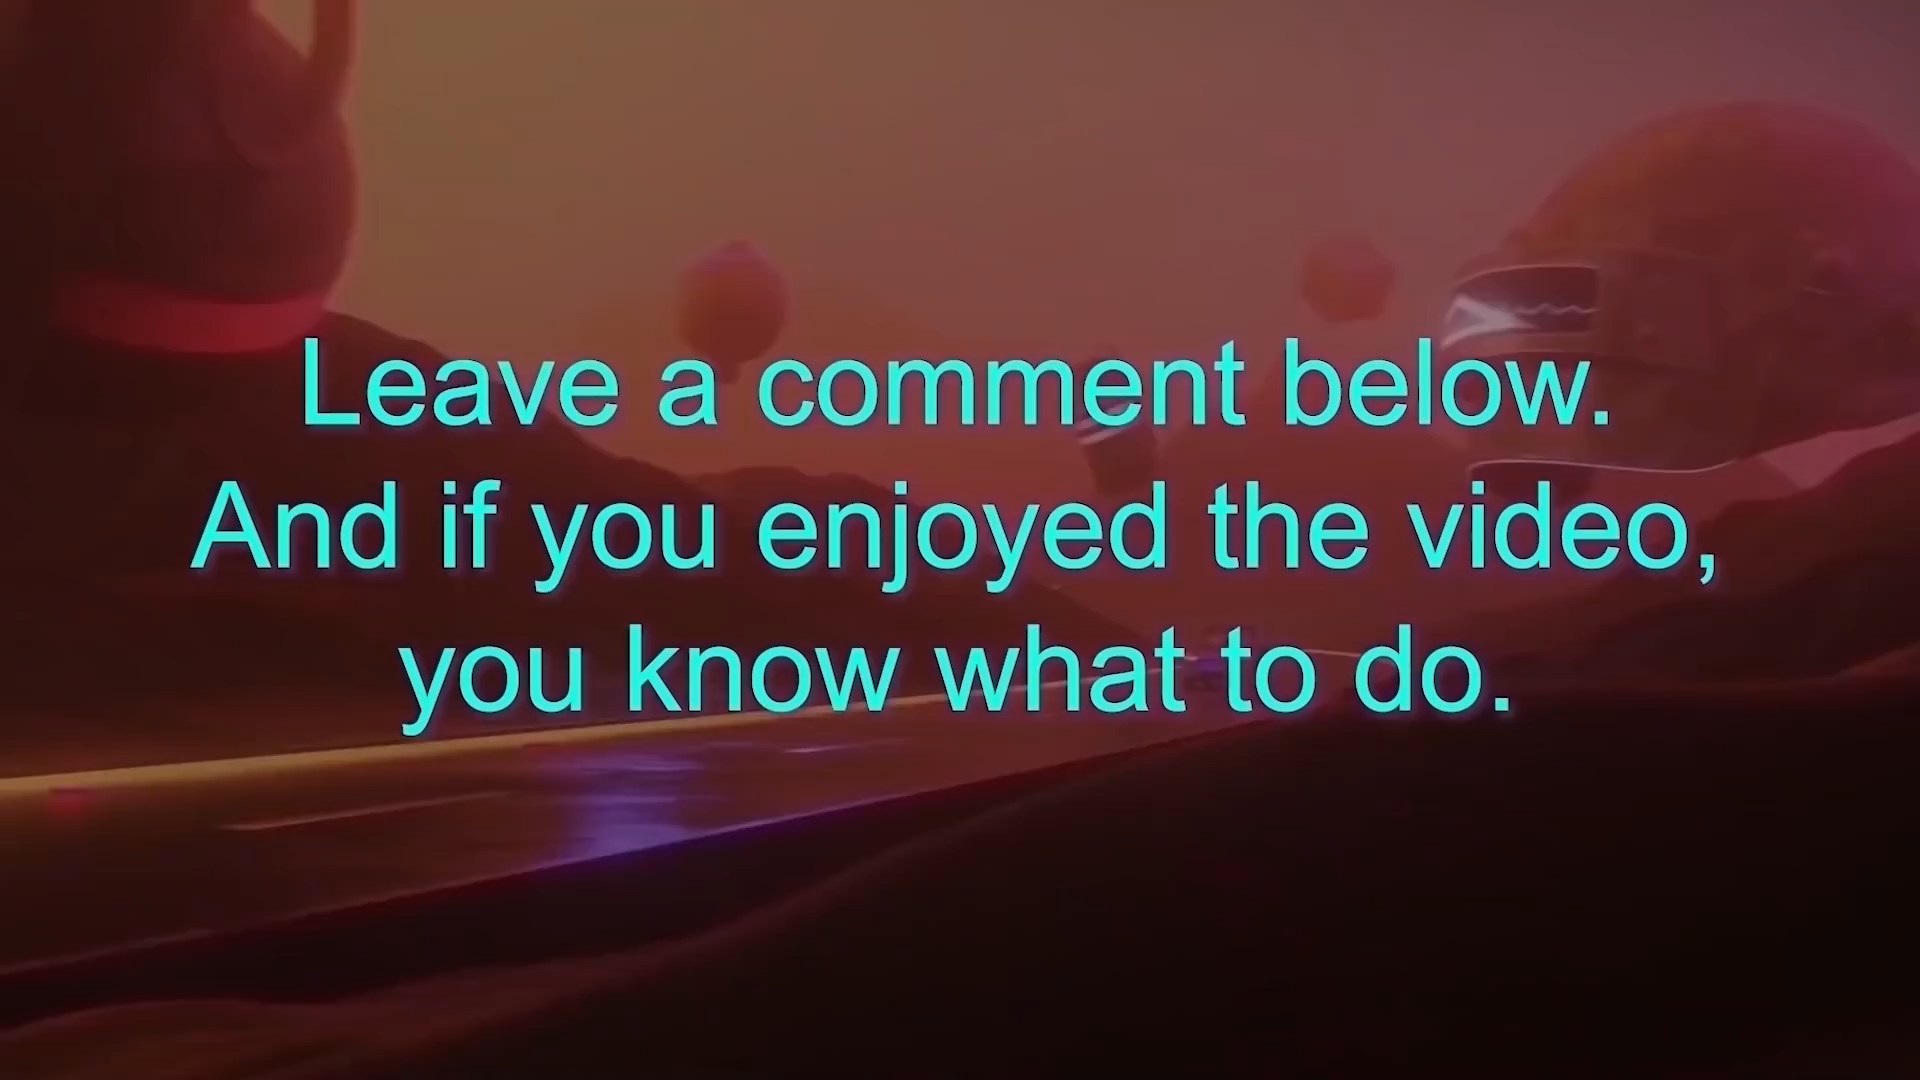 Leave a comment below.
And if you enjoyed the video,
you know what to do.